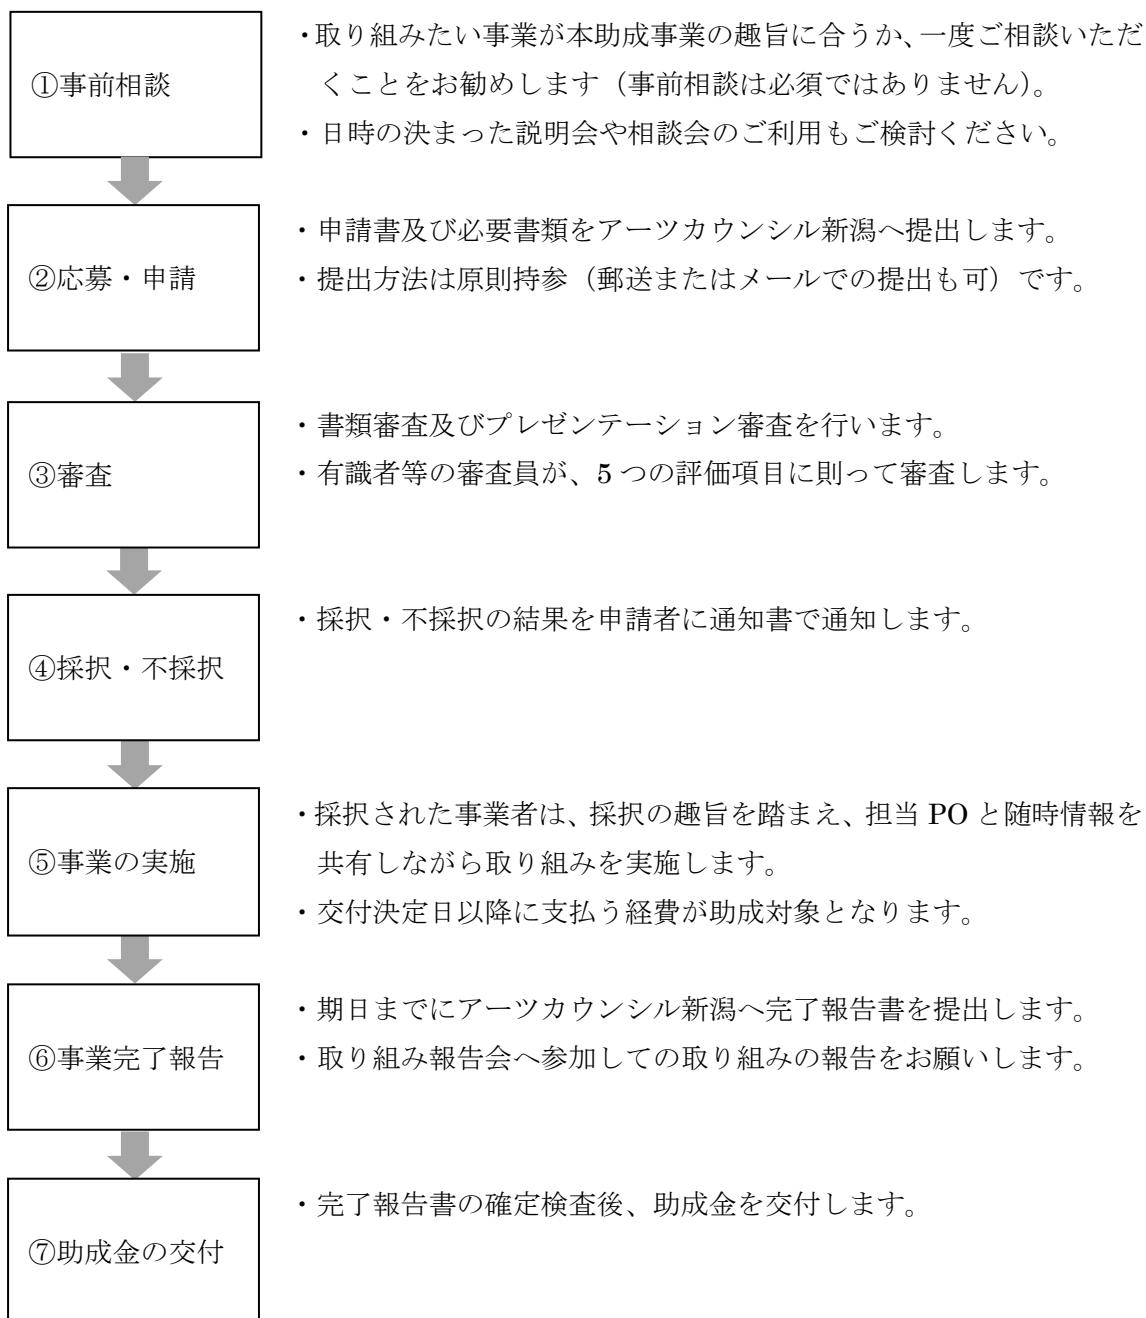 ①事前相談
・取り組みたい事業が本助成事業の趣旨に合うか、一度ご相談いただ
くことをお勧めします（事前相談は必須ではありません）。
・日時の決まった説明会や相談会のご利用もご検討ください。
②応募・申請
・申請書及び必要書類をアーツカウンシル新潟へ提出します。
・提出方法は原則持参（郵送またはメールでの提出も可）です。
③審査
・書類審査及びプレゼンテーション審査を行います。
・有識者等の審査員が、5 つの評価項目に則って審査します。
④採択・不採択
・採択・不採択の結果を申請者に通知書で通知します。
⑤事業の実施
・採択された事業者は、採択の趣旨を踏まえ、担当 PO と随時情報を
共有しながら取り組みを実施します。
・交付決定日以降に支払う経費が助成対象となります。
⑥事業完了報告
・期日までにアーツカウンシル新潟へ完了報告書を提出します。
・取り組み報告会へ参加しての取り組みの報告をお願いします。
⑦助成金の交付
・完了報告書の確定検査後、助成金を交付します。